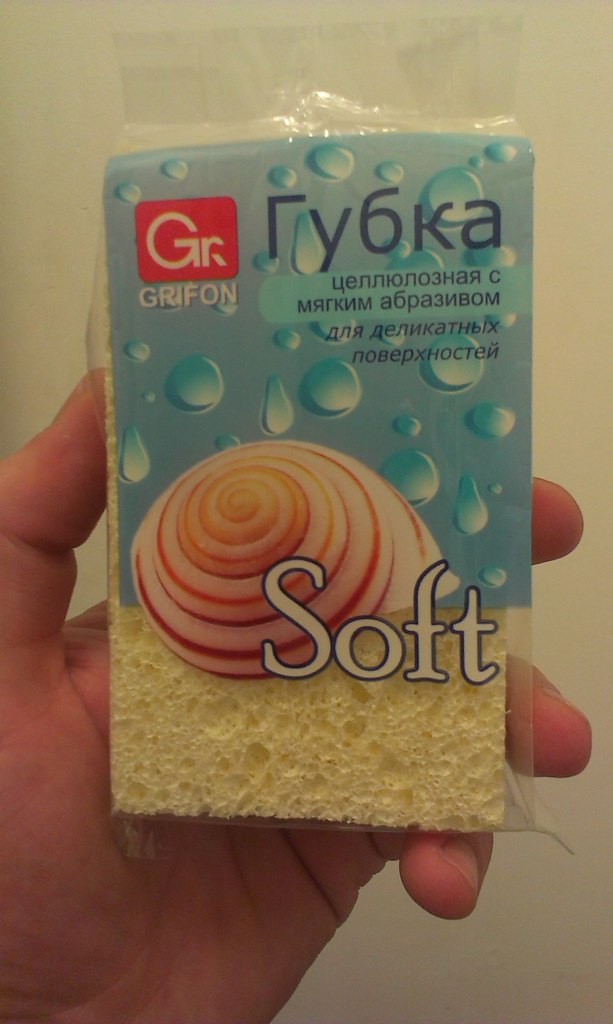 Gr
GRIFON
Губка
целлюлозная с
мягким абразивом
для деликатных
поверхностей
Soft